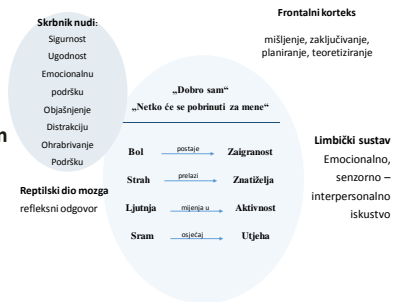 Skrbnik nudi:
Sigurnost
Ugodnost
Emocionalnu
podršku
Objašnjenje
Distrakciju
Ohrabrivanje
Podršku
Frontalni korteks
mišljenje, zaključivanje,
planiranje, teoretiziranje
„Dobro sam“
„Netko će se pobrinuti za mene“
Bol postaje Zaigranost
Strah prelazi Znatiželja
Ljutnja mijenja u Aktivnost
Sram osjećaj Utjeha
Reptilski dio mozga
refleksni odgovor
Limbički sustav
Emocionalno,
senzorno –
interpersonalno
iskustvo